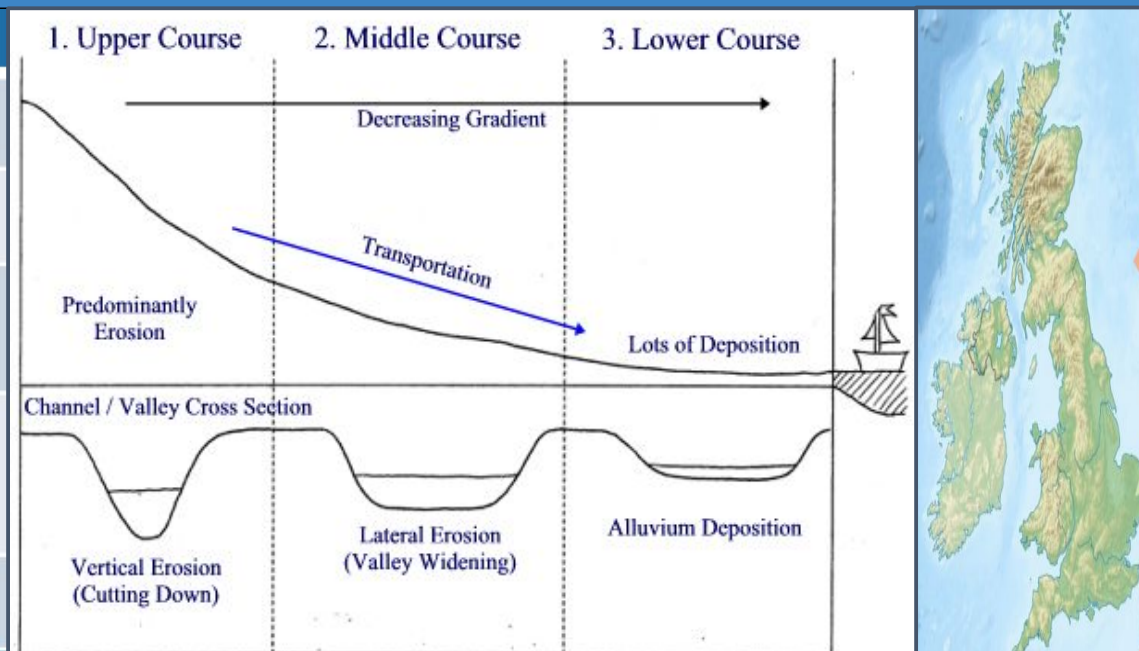 1. Upper Course
2. Middle Course
3. Lower Course
Decreasing Gradient
Transportation
Predominantly
Erosion
Lots of Deposition
Channel / Valley Cross Section
Vertical Erosion
(Cutting Down)
Lateral Erosion
(Valley Widening)
Alluvium Deposition